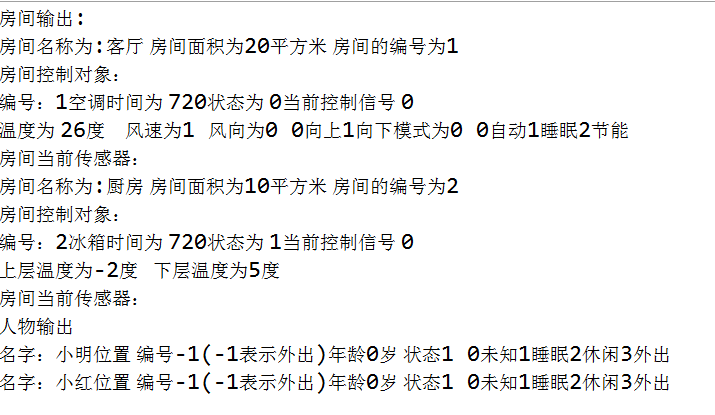 房间输出:
房间名称为:客厅 房间面积为20平方米 房间的编号为1
房间控制对象：
编号：1空调时间为 720状态为 0当前控制信号 0
温度为 26度 风速为1 风向为0 0向上1向下模式为0 0自动1睡眠2节能
房间当前传感器：
房间名称为:厨房 房间面积为10平方米 房间的编号为2
房间控制对象：
编号：2冰箱时间为 720状态为 1当前控制信号 0
上层温度为-2度 下层温度为5度
房间当前传感器：
人物输出
名字：小明位置 编号-1(-1表示外出)年龄0岁 状态1 0未知1睡眠2休闲3外出
名字：小红位置 编号-1(-1表示外出)年龄0岁 状态1 0未知1睡眠2休闲3外出